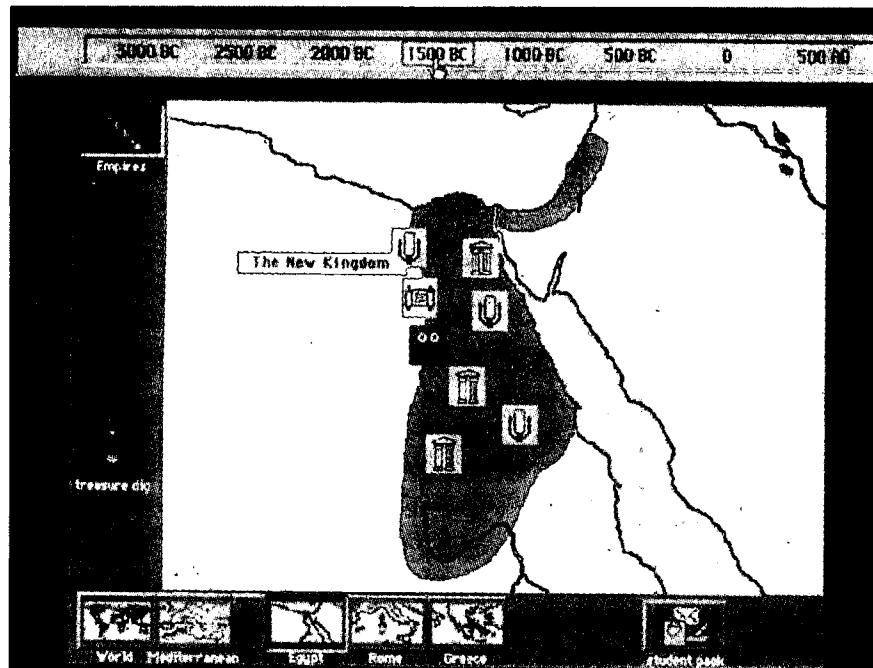 5000 BC 2500 BC 2000 BC 1500 BC 1000 BC 500 BC 0 500 AD
Empires
The New Kingdom
treasure dig
World Mediterranean Egypt Rome Greece student pack